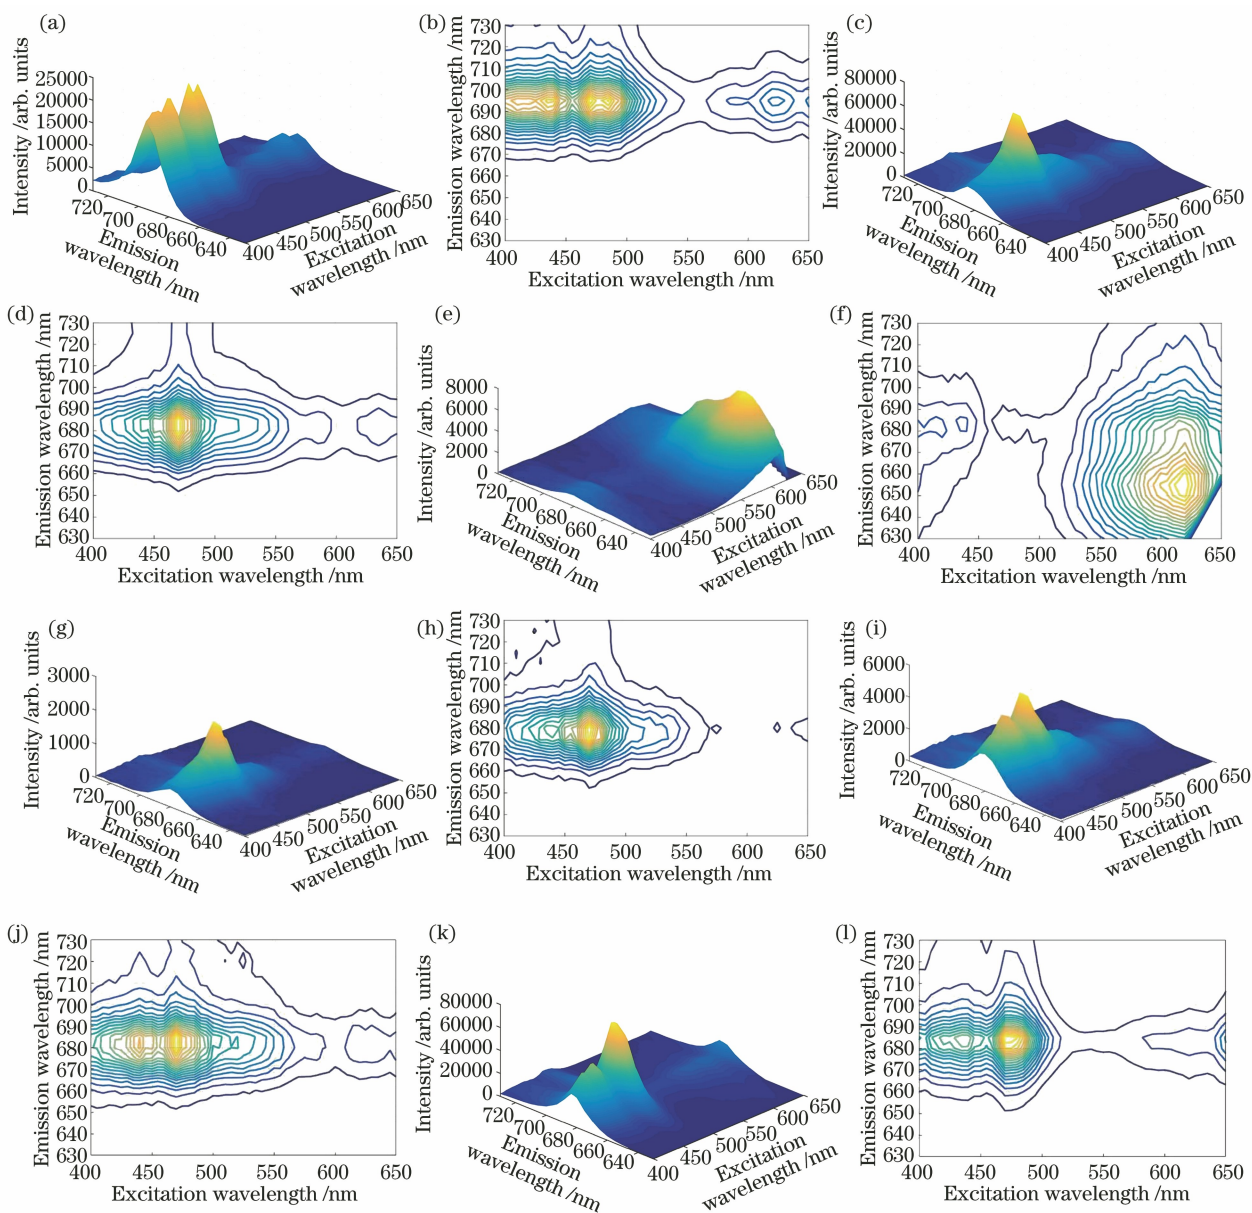 (a)
Intensity /arb. units
25000
20000
15000
10000
5000
0
720
700
680
660
640
Emission
wavelength /nm
400
450
500
550
600
650
Excitation
wavelength /nm
(b)
Emission wavelength /nm
730
720
710
700
690
680
670
660
650
640
630
400 450 500 550 600 650
Excitation wavelength /nm
(c)
Intensity /arb. units
80000
60000
40000
20000
0
720
700
680
660
640
Emission
wavelength /nm
400
450
500
550
600
650
Excitation
wavelength /nm
(d)
Emission wavelength /nm
730
720
710
700
690
680
670
660
650
640
630
400 450 500 550 600 650
Excitation wavelength /nm
(e)
Intensity /arb. units
8000
6000
4000
2000
0
720
700
680
660
640
Emission
wavelength /nm
400
450
500
550
600
650
Excitation
wavelength /nm
(f)
Emission wavelength /nm
730
720
710
700
690
680
670
660
650
640
630
400 450 500 550 600 650
Excitation wavelength /nm
(g)
Intensity /arb. units
3000
2000
1000
0
720
700
680
660
640
Emission
wavelength /nm
400
450
500
550
600
650
Excitation
wavelength /nm
(h)
Emission wavelength /nm
730
720
710
700
690
680
670
660
650
640
630
400 450 500 550 600 650
Excitation wavelength /nm
(i)
Intensity /arb. units
6000
4000
2000
0
720
700
680
660
640
Emission
wavelength /nm
400
450
500
550
600
650
Excitation
wavelength /nm
(j)
Emission wavelength /nm
730
720
710
700
690
680
670
660
650
640
630
400 450 500 550 600 650
Excitation wavelength /nm
(k)
Intensity /arb. units
80000
60000
40000
20000
0
720
700
680
660
640
Emission
wavelength /nm
400
450
500
550
600
650
Excitation
wavelength /nm
(l)
Emission wavelength /nm
730
720
710
700
690
680
670
660
650
640
630
400 450 500 550 600 650
Excitation wavelength /nm